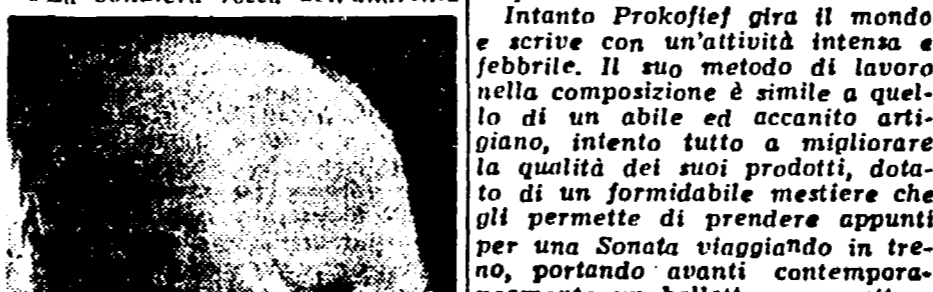 Intanto Prokofief gira il mondo
e scrive con un'attività intensa e
febbrile. Il suo metodo di lavoro
nella composizione è simile a quel-
lo di un abile ed accanito arti-
giano, intento tutto a migliorare
la qualità dei suoi prodotti, dota-
to di un formidabile mestiere che
gli permette di prendere appunti
per una Sonata viaggiando in tre-
no, portando avanti contempora-